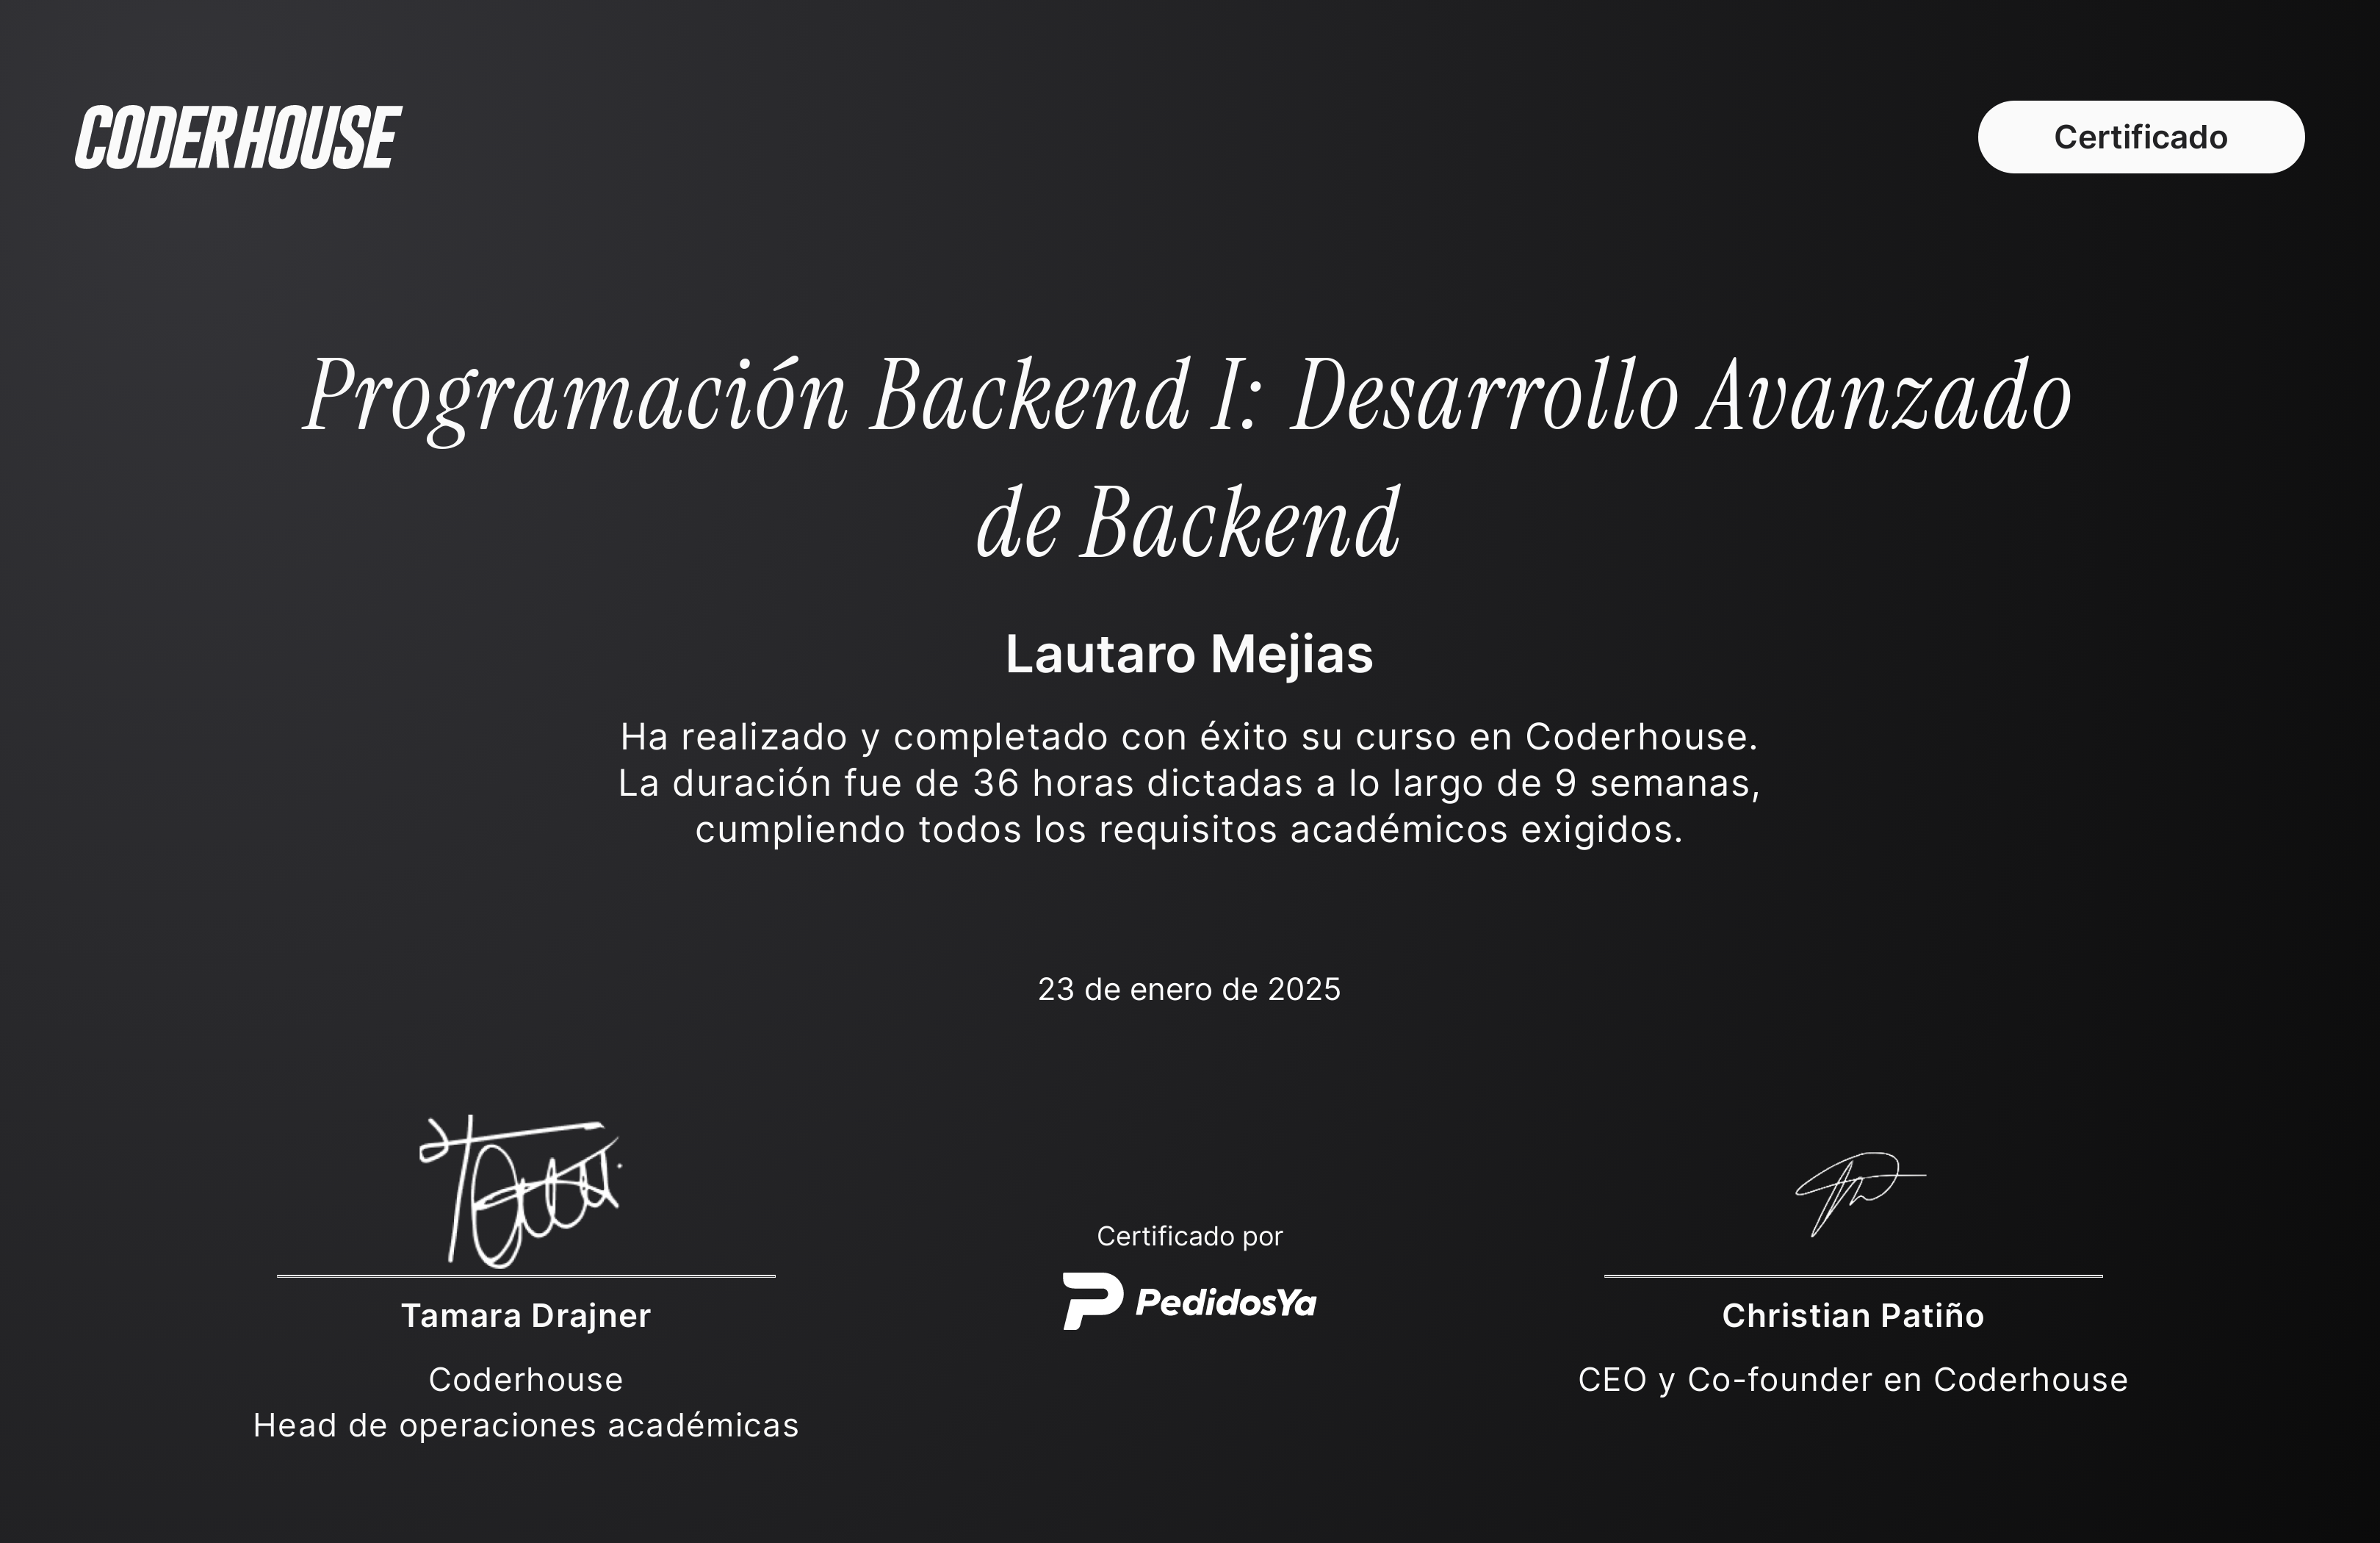 CODERHOUSE
Certificado
Programación Backend I: Desarrollo Avanzado
de Backend
Lautaro Mejias
Ha realizado y completado con éxito su curso en Coderhouse.
La duración fue de 36 horas dictadas a lo largo de 9 semanas,
cumpliendo todos los requisitos académicos exigidos.
23 de enero de 2025
Certificado por
PedidosYa
Tamara Drajner
Coderhouse
Head de operaciones académicas
Christian Patiño
CEO y Co-founder en Coderhouse